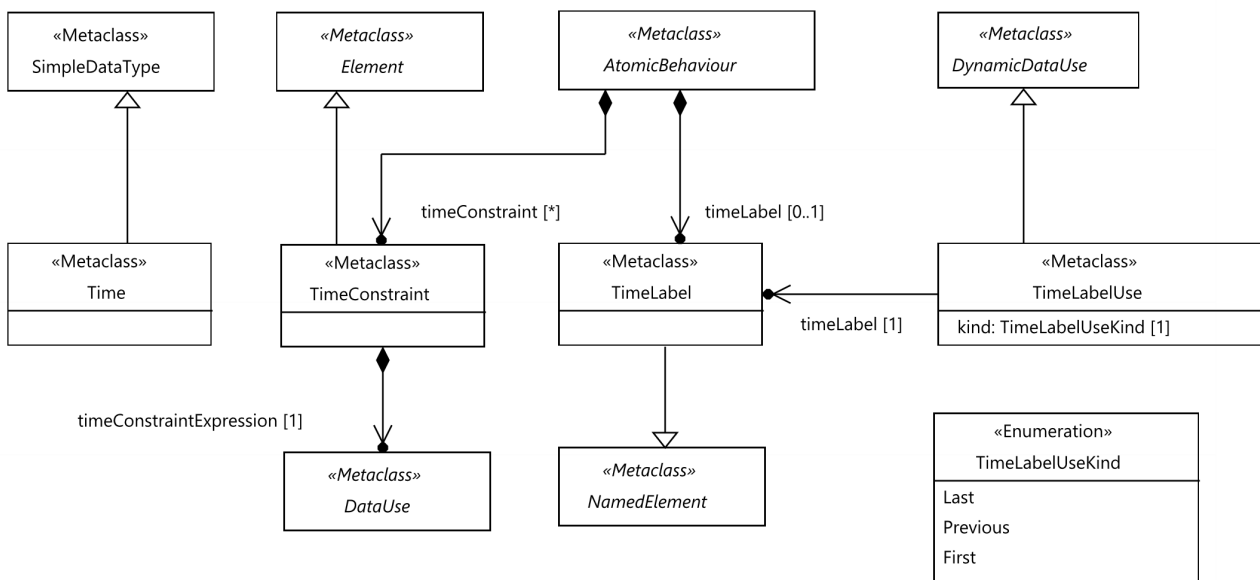 «Metaclass»
SimpleDataType
«Metaclass»
Element
«Metaclass»
AtomicBehaviour
«Metaclass»
DynamicDataUse
timeConstraint [*]
timeLabel [0..1]
«Metaclass»
Time
«Metaclass»
TimeConstraint
«Metaclass»
TimeLabel
«Metaclass»
TimeLabelUse
kind: TimeLabelUseKind [1]
timeLabel [1]
timeConstraintExpression [1]
«Metaclass»
DataUse
«Metaclass»
NamedElement
«Enumeration»
TimeLabelUseKind
Last
Previous
First